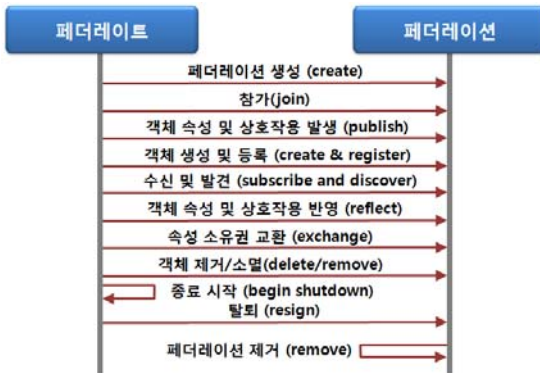 페더레이트
페더레이션
페더레이션 생성 (create)
참가(join)
객체 속성 및 상호작용 발생 (publish)
객체 생성 및 등록 (create & register)
수신 및 발견 (subscribe and discover)
객체 속성 및 상호작용 반영 (reflect)
속성 소유권 교환 (exchange)
객체 제거/소멸(delete/remove)
종료 시작 (begin shutdown)
탈퇴 (resign)
페더레이션 제거 (remove)